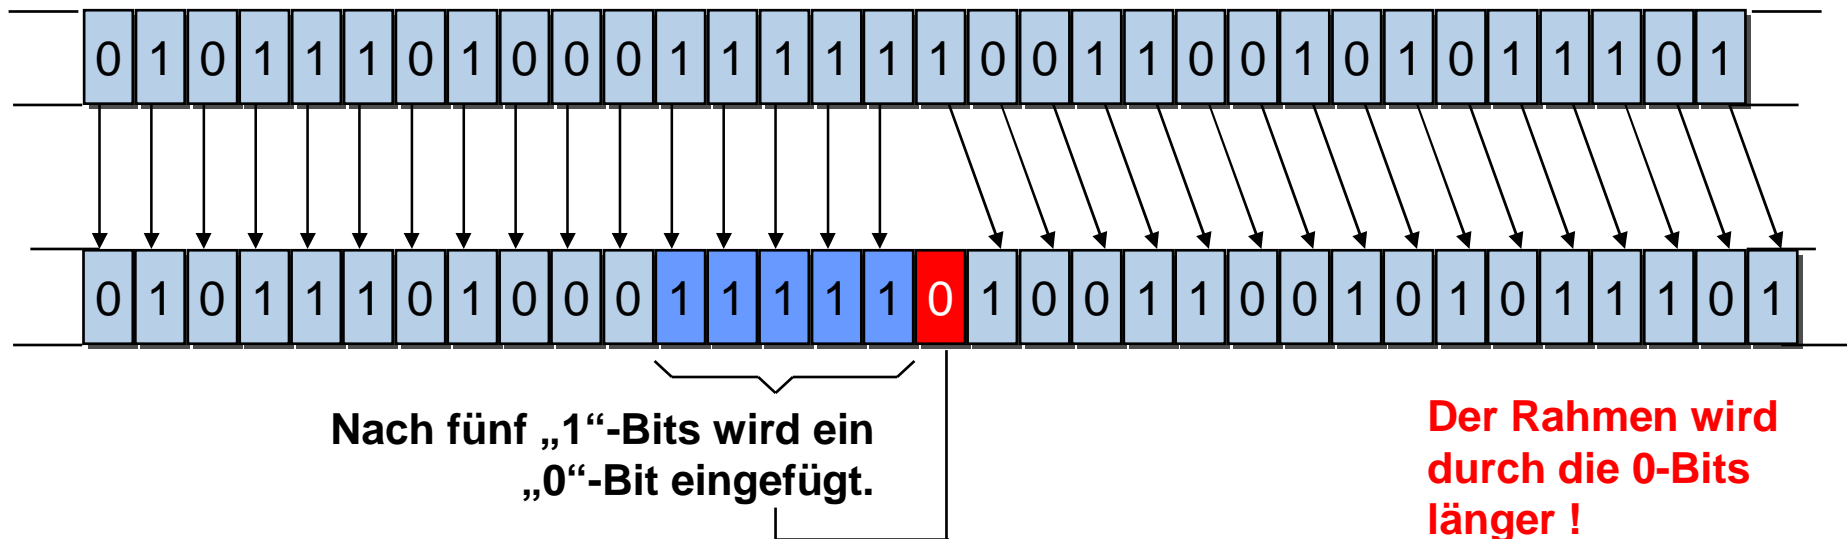 0 1 0 1 1 1 0 1 0 0 0 1 1 1 1 1 1 0 0 1 1 0 0 1 0 1 0 1 1 1 0 1
0 1 0 1 1 1 0 1 0 0 0 1 1 1 1 1 0 1 0 0 1 1 0 0 1 0 1 0 1 1 1 0 1
Nach fünf „1“-Bits wird ein
„0“-Bit eingefügt.
Der Rahmen wird
durch die 0-Bits
länger !